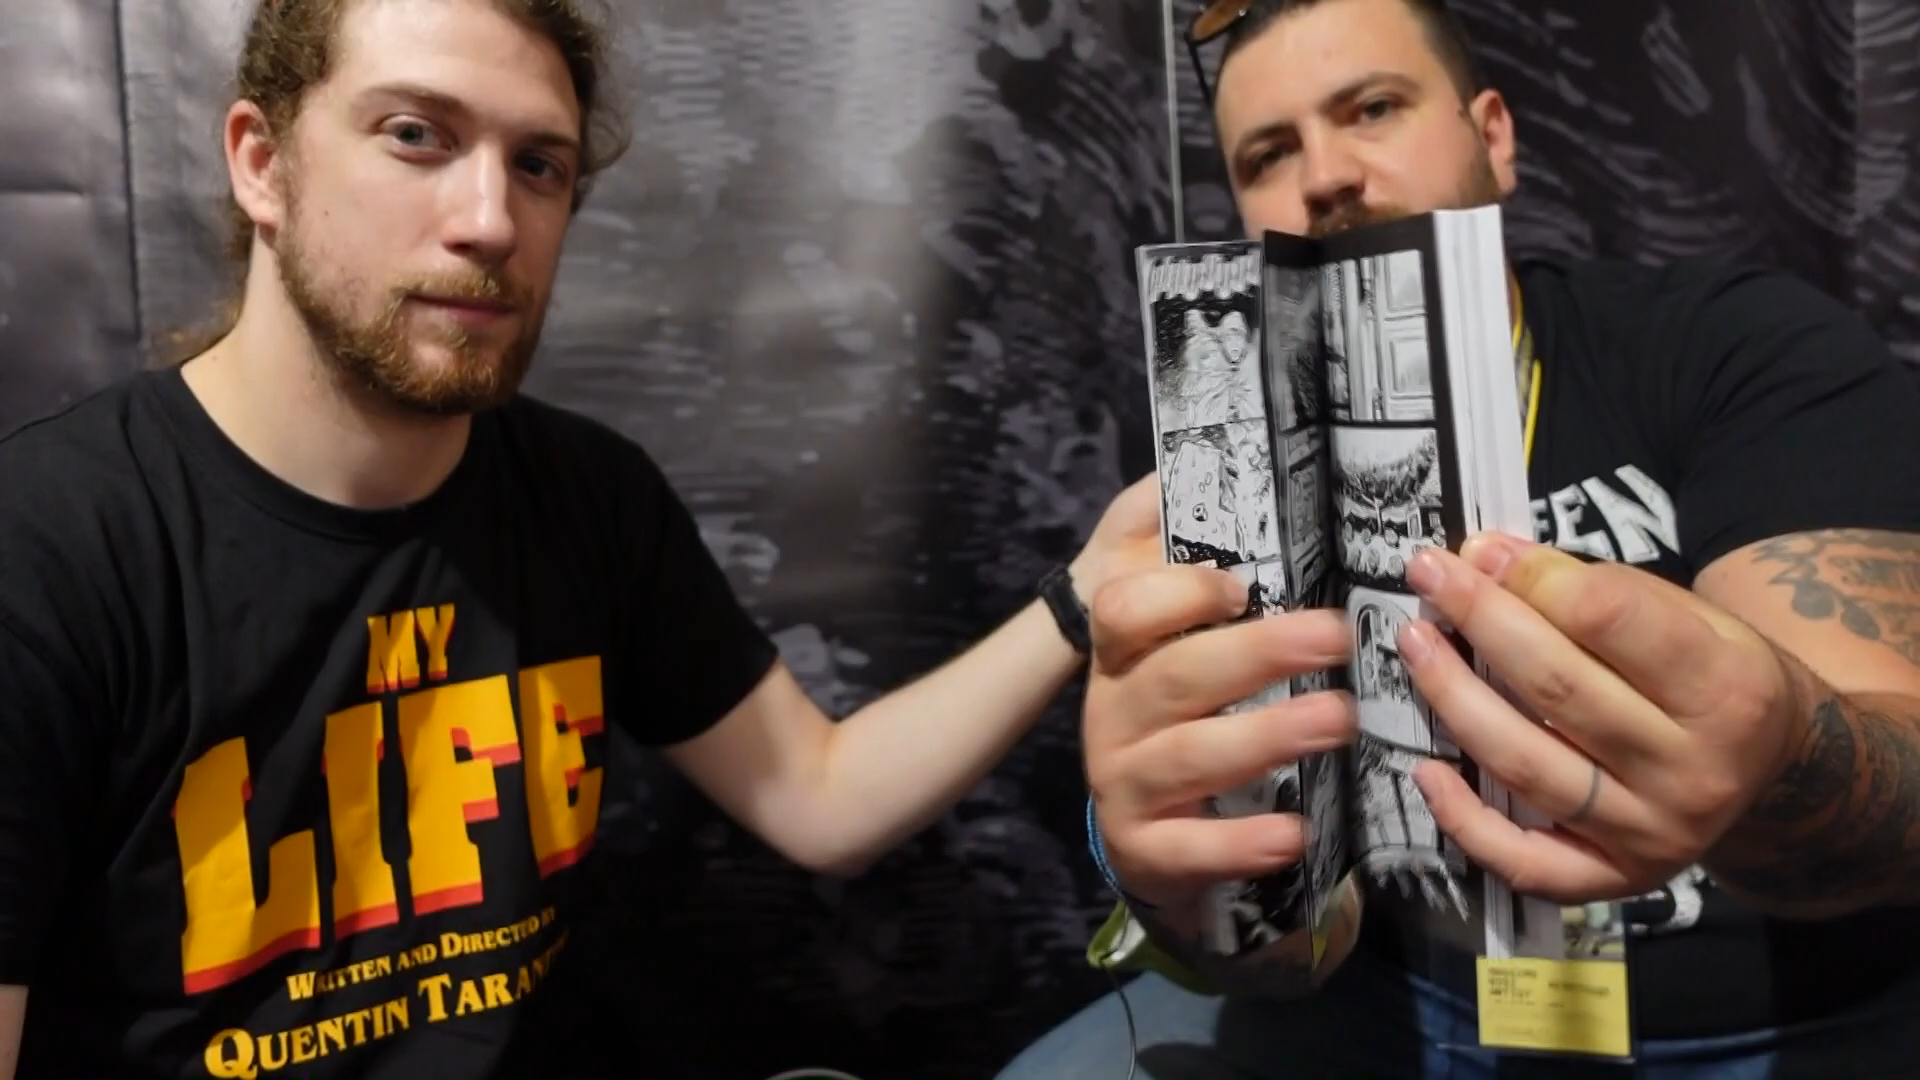 MY
LIFE
WRITTEN AND DIRECTED BY
QUENTIN TARAN
EEN